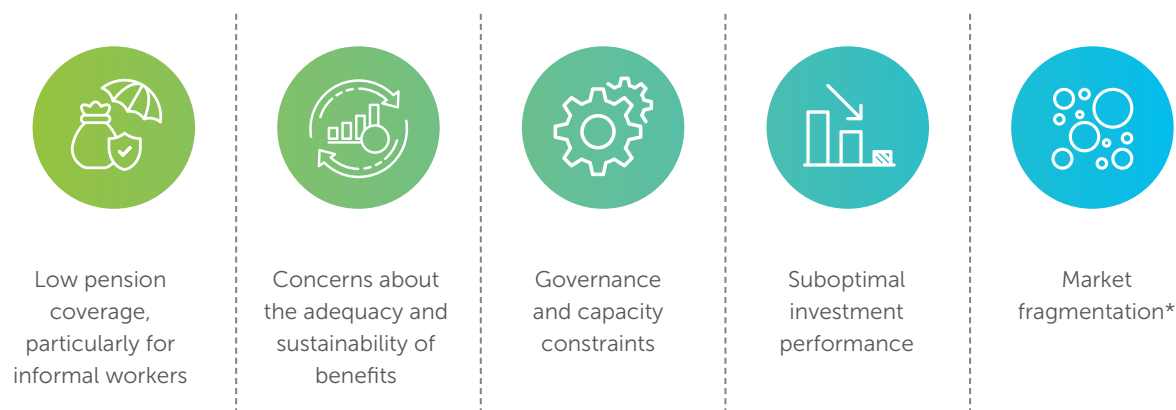 Low pension
coverage,
particularly for
informal workers
Concerns about
the adequacy and
sustainability of
benefits
Governance
and capacity
constraints
Suboptimal
investment
performance
Market
fragmentation*